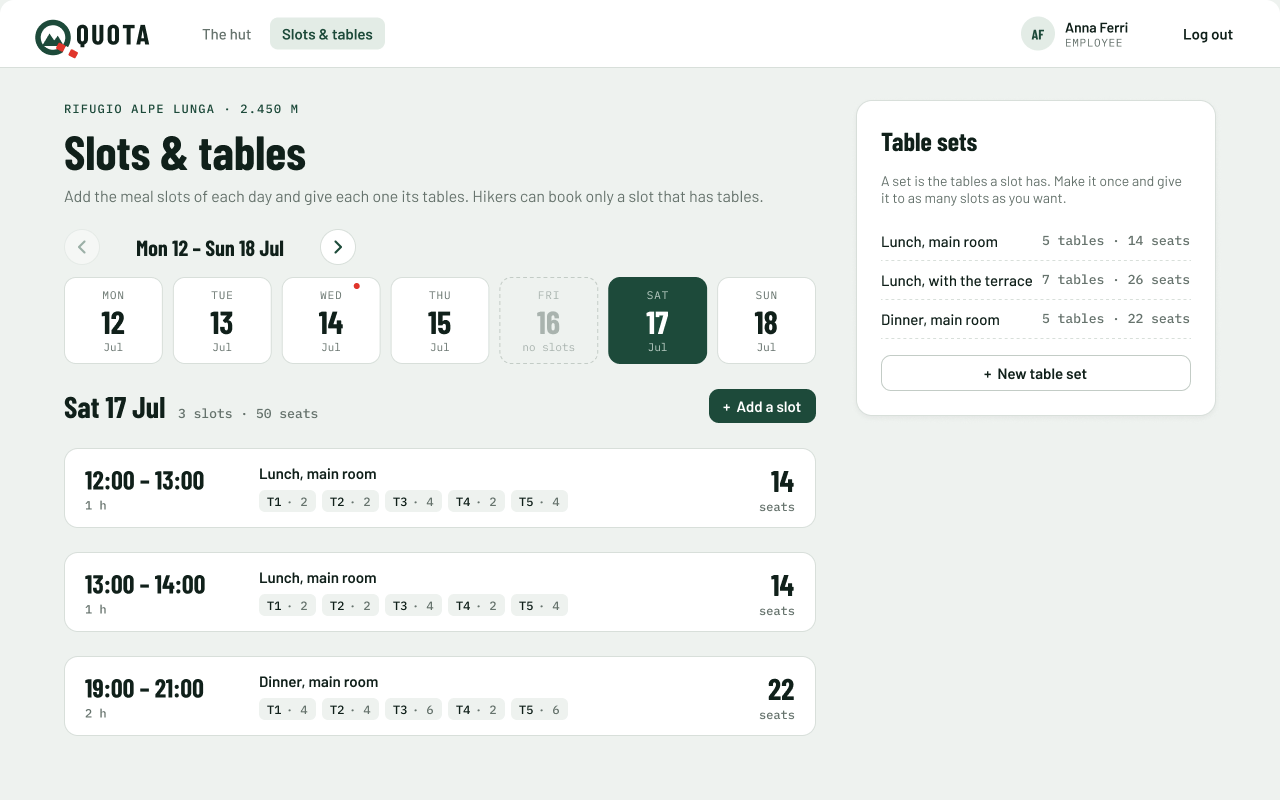 QUOTA
The hut
Slots & tables
AF
Anna Ferri
EMPLOYEE
Log out
RIFUGIO ALPE LUNGA · 2.450 M
Slots & tables
Add the meal slots of each day and give each one its tables. Hikers can book only a slot that has tables.
Mon 12 – Sun 18 Jul
MON
12
Jul
TUE
13
Jul
WED
14
Jul
THU
15
Jul
FRI
16
no slots
SAT
17
Jul
SUN
18
Jul
Sat 17 Jul 3 slots · 50 seats
+ Add a slot
12:00 – 13:00
1 h
Lunch, main room
T1 · 2 T2 · 2 T3 · 4 T4 · 2 T5 · 4
14
seats
13:00 – 14:00
1 h
Lunch, main room
T1 · 2 T2 · 2 T3 · 4 T4 · 2 T5 · 4
14
seats
19:00 – 21:00
2 h
Dinner, main room
T1 · 4 T2 · 4 T3 · 6 T4 · 2 T5 · 6
22
seats
Table sets
A set is the tables a slot has. Make it once and give
it to as many slots as you want.
Lunch, main room 5 tables · 14 seats
Lunch, with the terrace 7 tables · 26 seats
Dinner, main room 5 tables · 22 seats
+ New table set